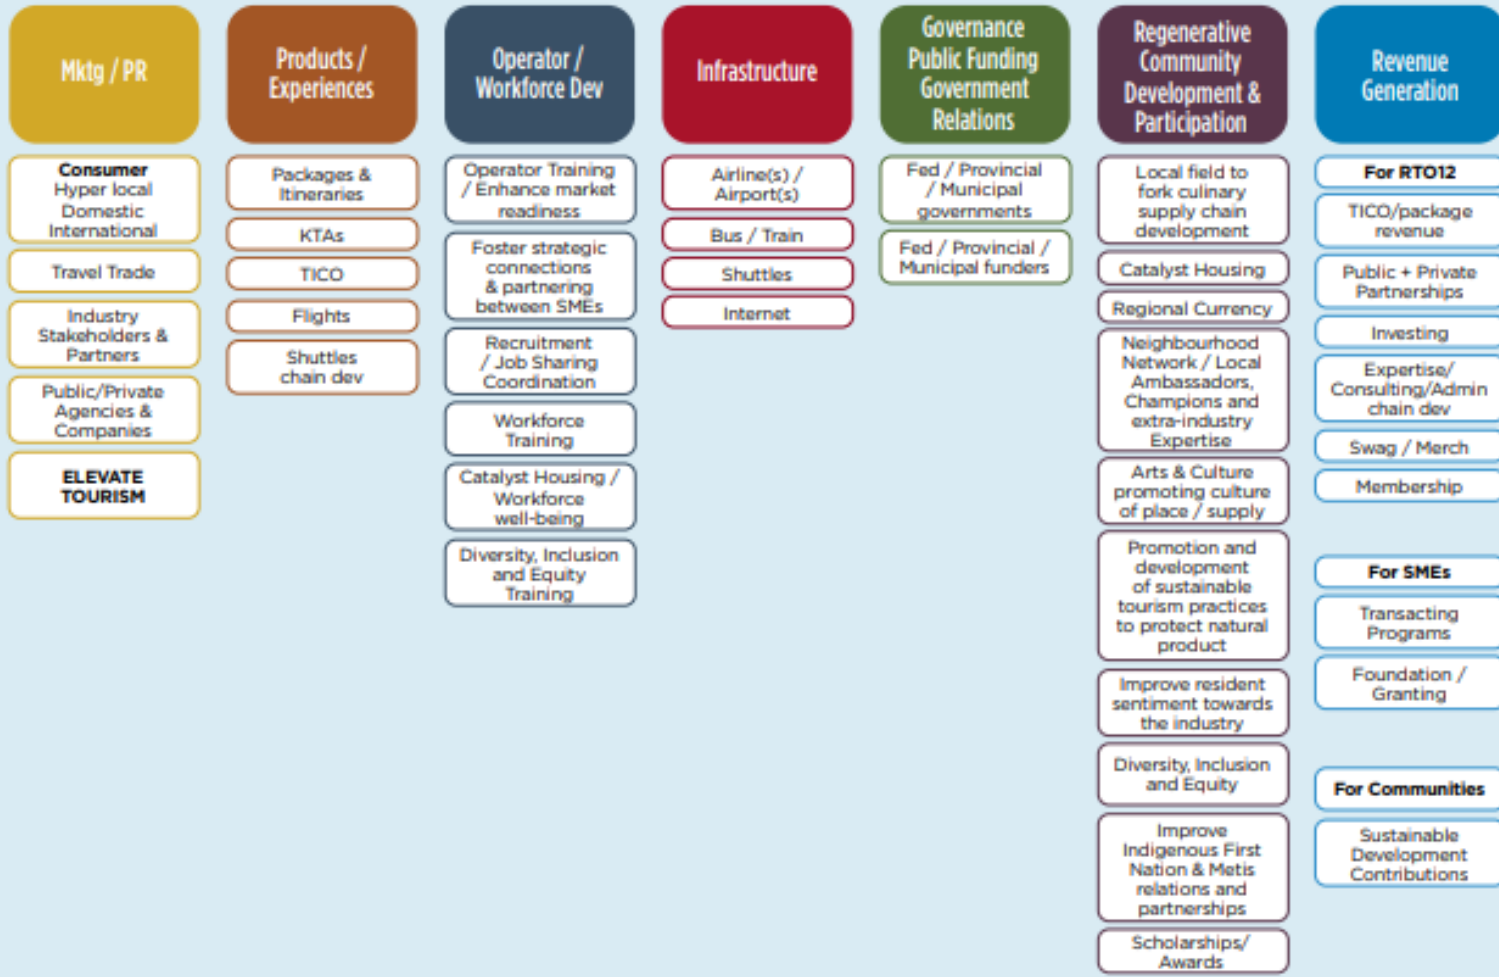 Mktg / PR
Consumer
Hyper local
Domestic
International
Travel Trade
Industry
Stakeholders &
Partners
Public/Private
Agencies &
Companies
ELEVATE
TOURISM
Products /
Experiences
Packages &
Itineraries
KTAs
TICO
Flights
Shuttles
chain dev
Operator /
Workforce Dev
Operator Training
/ Enhance market
readiness
Foster strategic
connections
& partnering
between SMEs
Recruitment
/ Job Sharing
Coordination
Workforce
Training
Catalyst Housing /
Workforce
well-being
Diversity, Inclusion
and Equity
Training
Infrastructure
Airline(s) /
Airport(s)
Bus / Train
Shuttles
Internet
Governance
Public Funding
Government
Relations
Fed / Provincial
/ Municipal
governments
Fed / Provincial /
Municipal funders
Regenerative
Community
Development &
Participation
Local field to
fork culinary
supply chain
development
Catalyst Housing
Regional Currency
Neighbourhood
Network / Local
Ambassadors,
Champions and
extra-industry
Expertise
Arts & Culture
promoting culture
of place / supply
Promotion and
development
of sustainable
tourism practices
to protect natural
product
Improve resident
sentiment towards
the industry
Diversity, Inclusion
and Equity
Improve
Indigenous First
Nation & Metis
relations and
partnerships
Scholarships/
Awards
Revenue
Generation
For RTO12
TICO/package
revenue
Public + Private
Partnerships
Investing
Expertise/
Consulting/Admin
chain dev
Swag / Merch
Membership
For SMEs
Transacting
Programs
Foundation /
Granting
For Communities
Sustainable
Development
Contributions